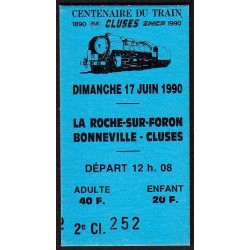 CENTENAIRE DU TRAIN
1890 CLUSES SNCF 1990
DIMANCHE 17 JUIN 1990
LA ROCHE-SUR-FORON
BONNEVILLE - CLUSES
DÉPART 12 h. 08
ADULTE ENFANT
40 F. 20 F.
2 2e Cl. 252